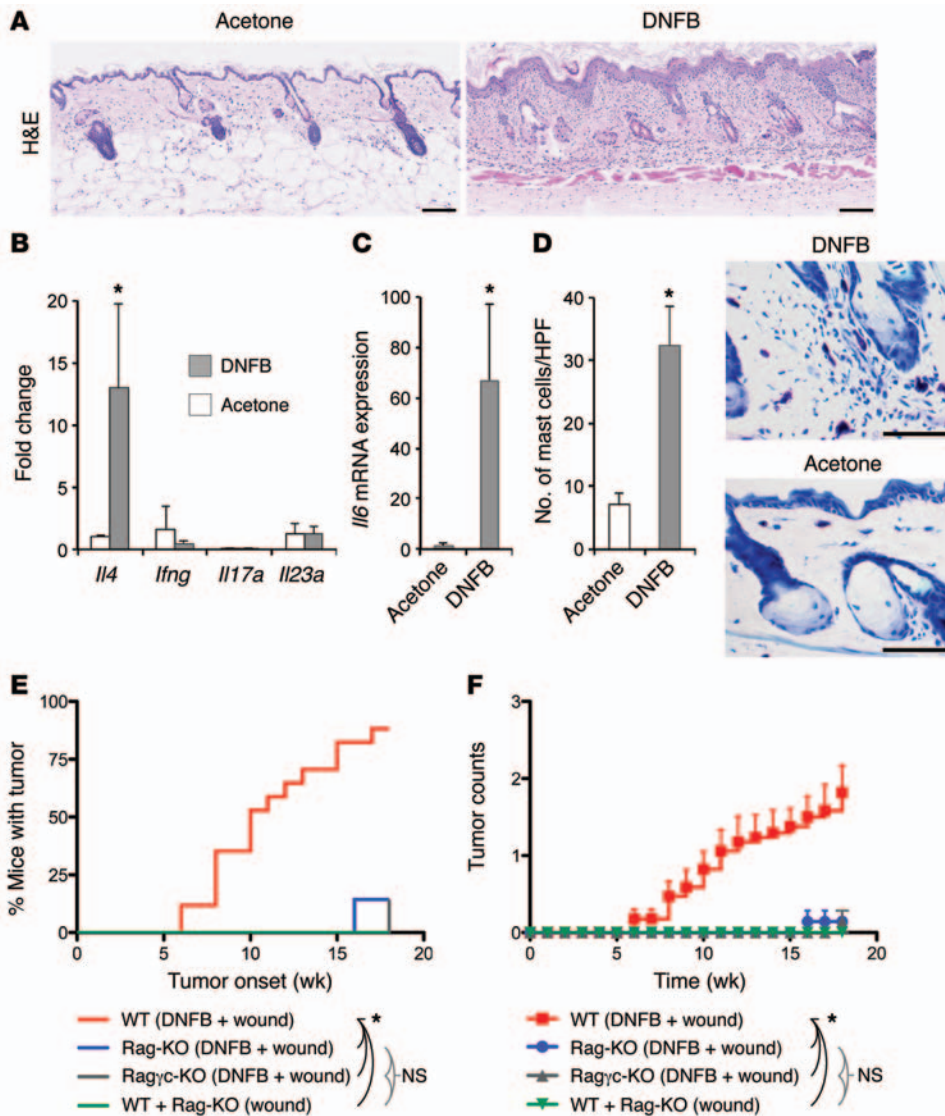 A
Acetone
DNFB
H&E
B
Fold change
20
15
10
5
0
*
DNFB
Acetone
Il4
Ifng
Il17a
Il23a
C
Il6 mRNA expression
100
80
60
40
20
0
*
Acetone
DNFB
D
No. of mast cells/HPF
40
30
20
10
0
*
Acetone
DNFB
DNFB
Acetone
E
% Mice with tumor
100
75
50
25
0
0
5
10
15
20
Tumor onset (wk)
WT (DNFB + wound)
Rag-KO (DNFB + wound)
Ragγc-KO (DNFB + wound)
WT + Rag-KO (wound)
*
NS
F
Tumor counts
3
2
1
0
0
5
10
15
20
Time (wk)
WT (DNFB + wound)
Rag-KO (DNFB + wound)
Ragγc-KO (DNFB + wound)
WT + Rag-KO (wound)
*
NS